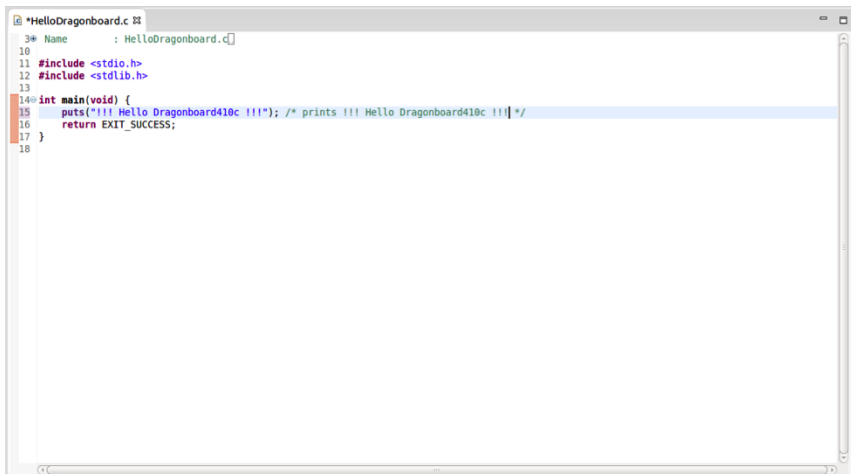 *HelloDragonboard.c
3 Name        : HelloDragonboard.c
10
11 #include <stdio.h>
12 #include <stdlib.h>
13
14 int main(void) {
15     puts("!!! Hello Dragonboard410c !!!"); /* prints !!! Hello Dragonboard410c !!! */
16     return EXIT_SUCCESS;
17 }
18